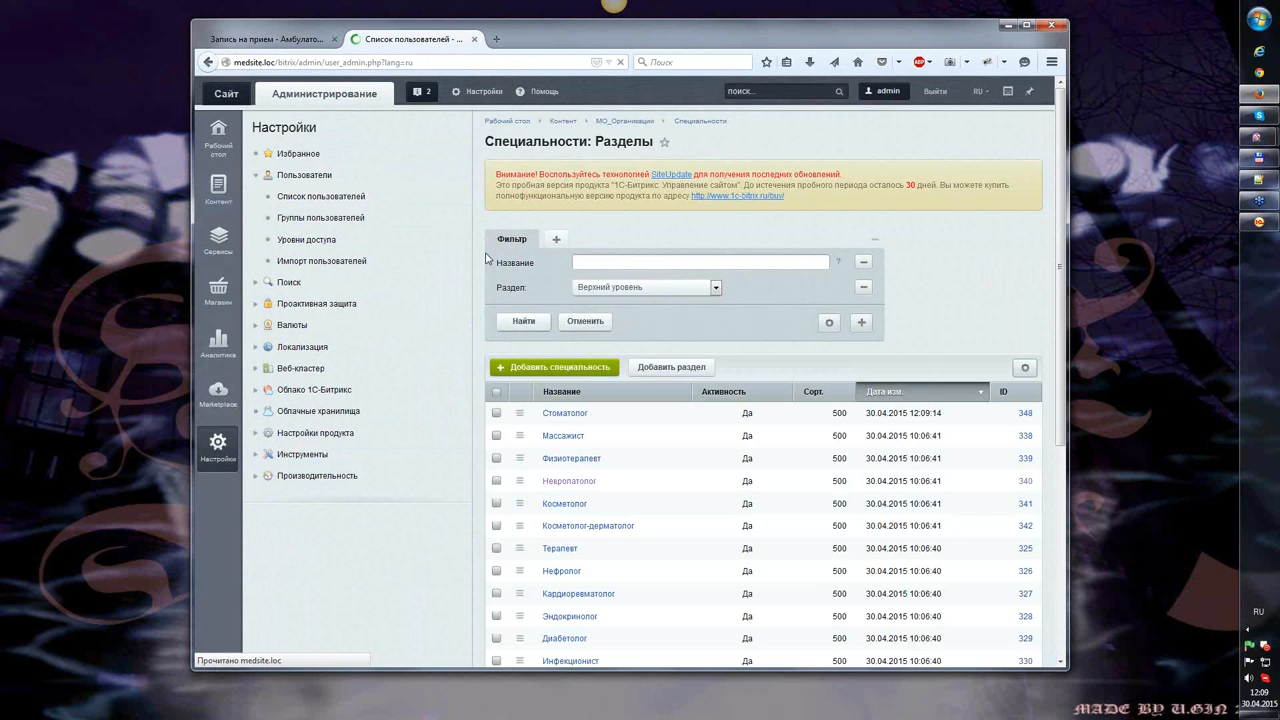 Запись на прием - Амбулато...
Список пользователей - ...
medsite.loc/bitrix/admin/user_admin.php?lang=ru
Поиск
ABP
Сайт
Администрирование
2
Настройки
Помощь
поиск...
admin
Выйти
RU
Рабочий стол
Контент
Сервисы
Магазин
Аналитика
Marketplace
Настройки
Настройки
Избранное
Пользователи
Список пользователей
Группы пользователей
Уровни доступа
Импорт пользователей
Поиск
Проактивная защита
Валюты
Локализация
Веб-кластер
Облако 1С-Битрикс
Облачные хранилища
Настройки продукта
Инструменты
Производительность
Рабочий стол Контент МО_Организации Специальности
Специальности: Разделы
Внимание! Воспользуйтесь технологией SiteUpdate для получения последних обновлений.
Это пробная версия продукта "1С-Битрикс: Управление сайтом". До истечения пробного периода осталось 30 дней. Вы можете купить
полнофункциональную версию продукта по адресу http://www.1c-bitrix.ru/buy/
Фильтр
Название
?
Раздел: Верхний уровень
Найти Отменить
Добавить специальность Добавить раздел
Название Активность Сорт. Дата изм. ID
Стоматолог Да 500 30.04.2015 12:09:14 348
Массажист Да 500 30.04.2015 10:06:41 338
Физиотерапевт Да 500 30.04.2015 10:06:41 339
Невропатолог Да 500 30.04.2015 10:06:41 340
Косметолог Да 500 30.04.2015 10:06:41 341
Косметолог-дерматолог Да 500 30.04.2015 10:06:41 342
Терапевт Да 500 30.04.2015 10:06:40 325
Нефролог Да 500 30.04.2015 10:06:40 326
Кардиоревматолог Да 500 30.04.2015 10:06:40 327
Эндокринолог Да 500 30.04.2015 10:06:40 328
Диабетолог Да 500 30.04.2015 10:06:40 329
Инфекционист Да 500 30.04.2015 10:06:40 330
Прочитано medsite.loc
RU
12:09
30.04.2015
MADE BY U.GIN